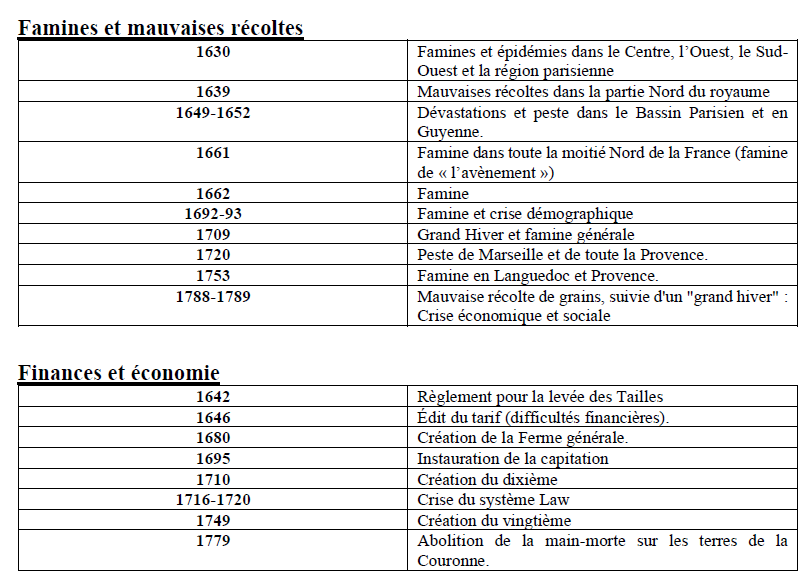 Famines et mauvaises récoltes
1630
Famines et épidémies dans le Centre, l’Ouest, le Sud-
Ouest et la région parisienne
1639
Mauvaises récoltes dans la partie Nord du royaume
1649-1652
Dévastations et peste dans le Bassin Parisien et en
Guyenne.
1661
Famine dans toute la moitié Nord de la France (famine
de « l’avènement »)
1662
Famine
1692-93
Famine et crise démographique
1709
Grand Hiver et famine générale
1720
Peste de Marseille et de toute la Provence.
1753
Famine en Languedoc et Provence.
1788-1789
Mauvaise récolte de grains, suivie d'un "grand hiver" :
Crise économique et sociale
Finances et économie
1642
Règlement pour la levée des Tailles
1646
Édit du tarif (difficultés financières).
1680
Création de la Ferme générale.
1695
Instauration de la capitation
1710
Création du dixième
1716-1720
Crise du système Law
1749
Création du vingtième
1779
Abolition de la main-morte sur les terres de la
Couronne.